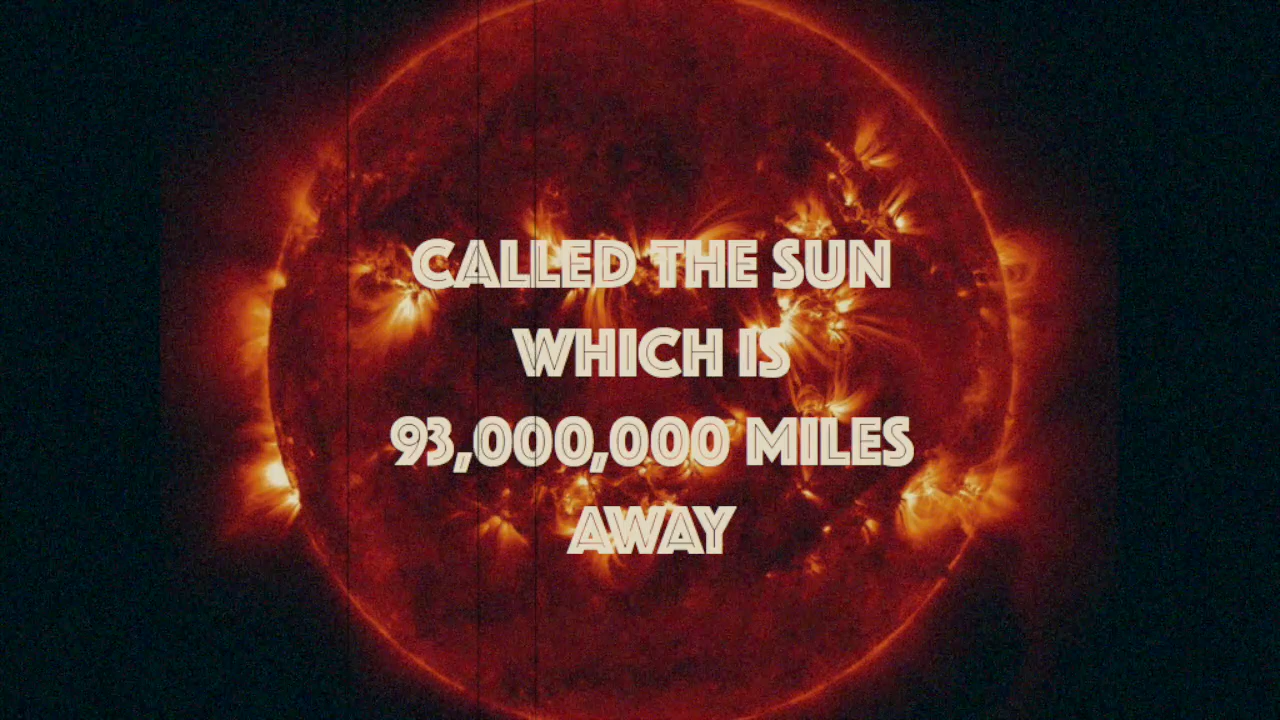 CALLED THE SUN
WHICH IS
93,000,000 MILES
AWAY